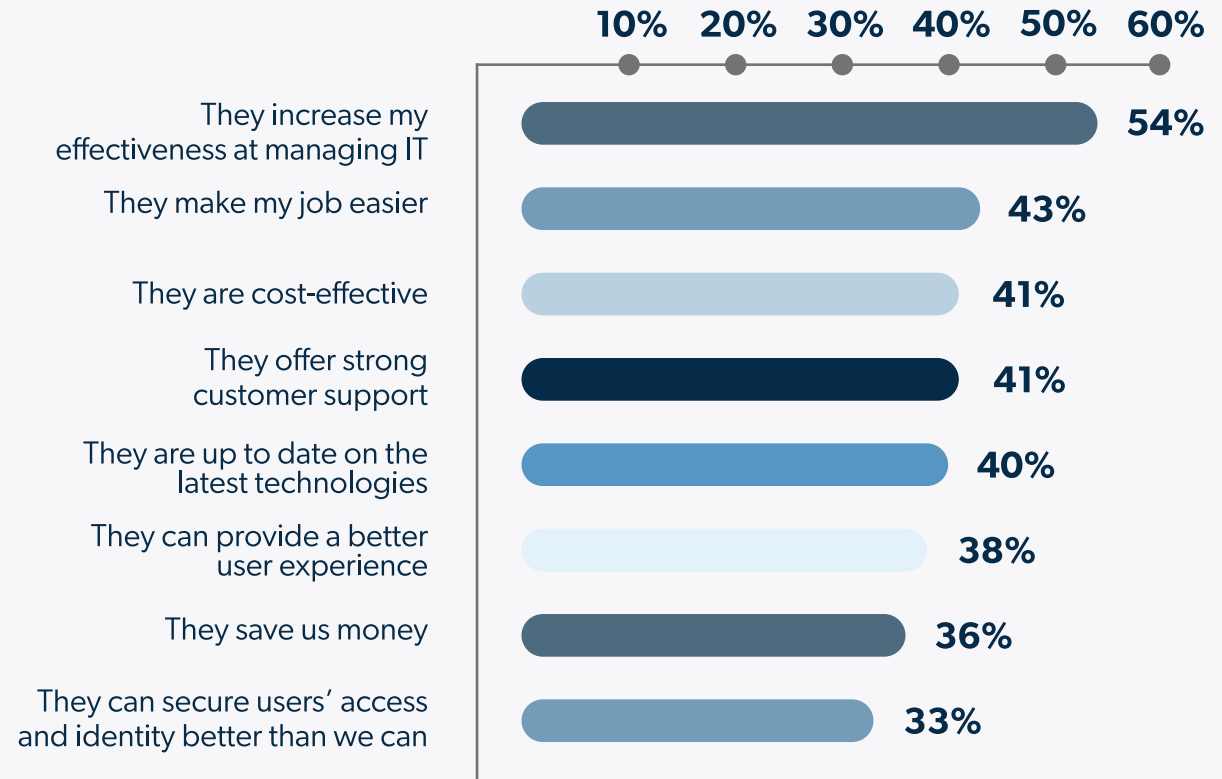 10% 20% 30% 40% 50% 60%
They increase my
effectiveness at managing IT
54%
They make my job easier
43%
They are cost-effective
41%
They offer strong
customer support
41%
They are up to date on the
latest technologies
40%
They can provide a better
user experience
38%
They save us money
36%
They can secure users’ access
and identity better than we can
33%